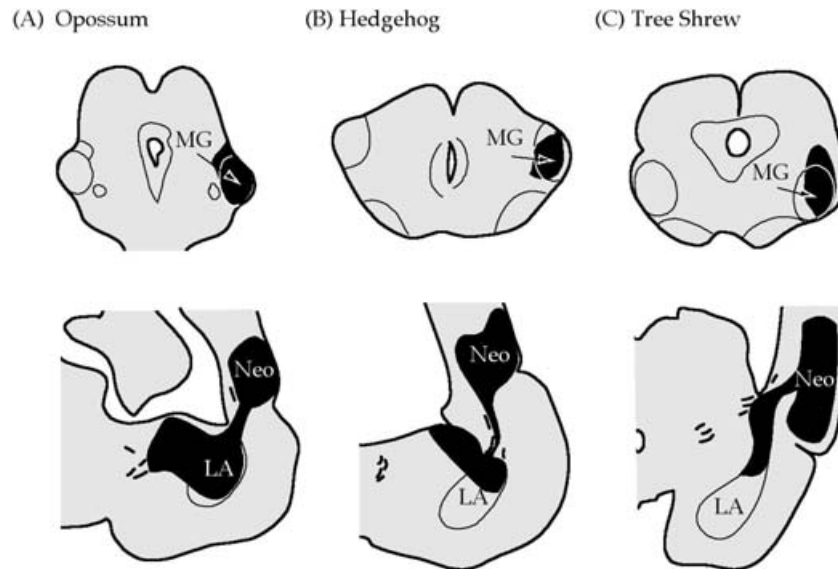 (A) Opossum
(B) Hedgehog
(C) Tree Shrew
MG
MG
MG
Neo
LA
Neo
LA
Neo
LA